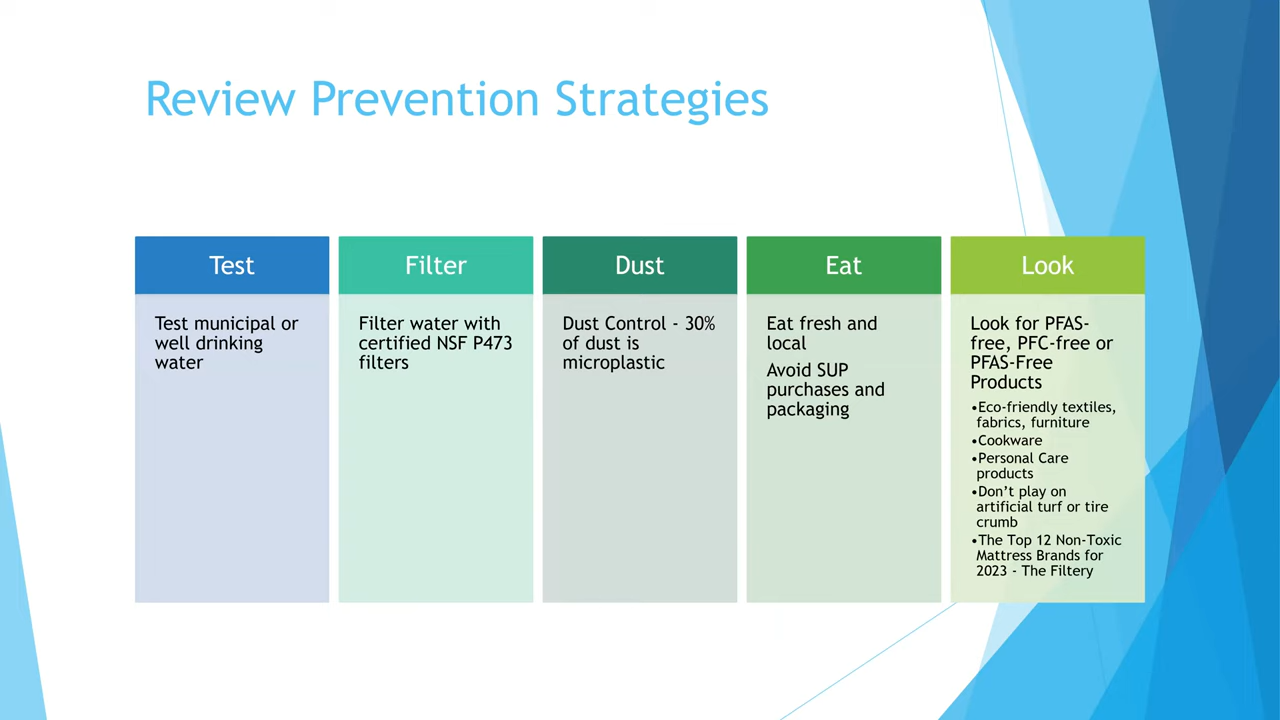 Review Prevention Strategies
Test
Test municipal or
well drinking
water
Filter
Filter water with
certified NSF P473
filters
Dust
Dust Control - 30%
of dust is
microplastic
Eat
Eat fresh and
local
Avoid SUP
purchases and
packaging
Look
Look for PFAS-
free, PFC-free or
PFAS-Free
Products
•Eco-friendly textiles,
fabrics, furniture
•Cookware
•Personal Care
products
•Don’t play on
artificial turf or tire
crumb
•The Top 12 Non-Toxic
Mattress Brands for
2023 - The Filtery